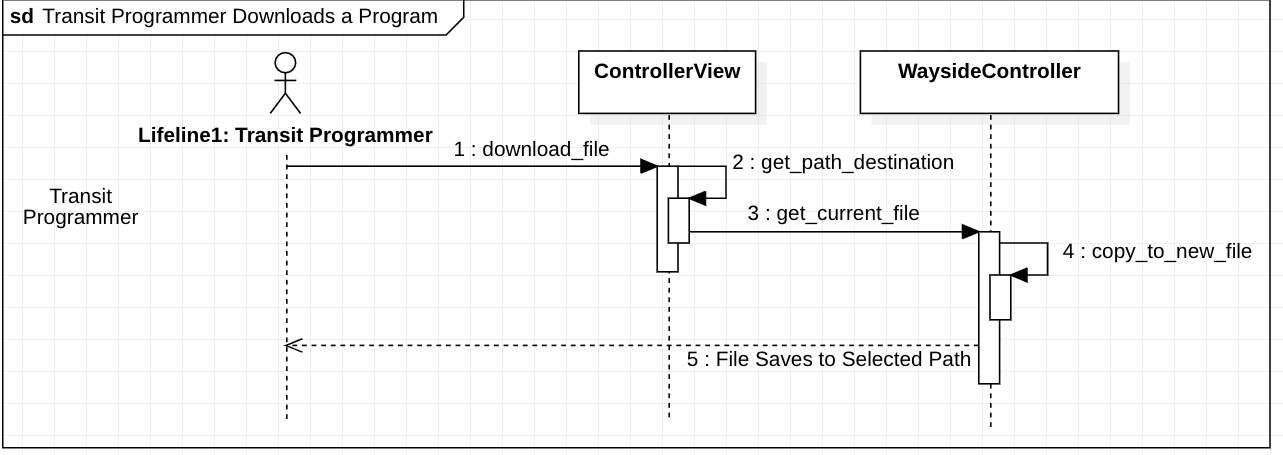 sd Transit Programmer Downloads a Program
ControllerView
WaysideController
Lifeline1: Transit Programmer
1 : download_file
2 : get_path_destination
Transit
Programmer
3 : get_current_file
4 : copy_to_new_file
5 : File Saves to Selected Path